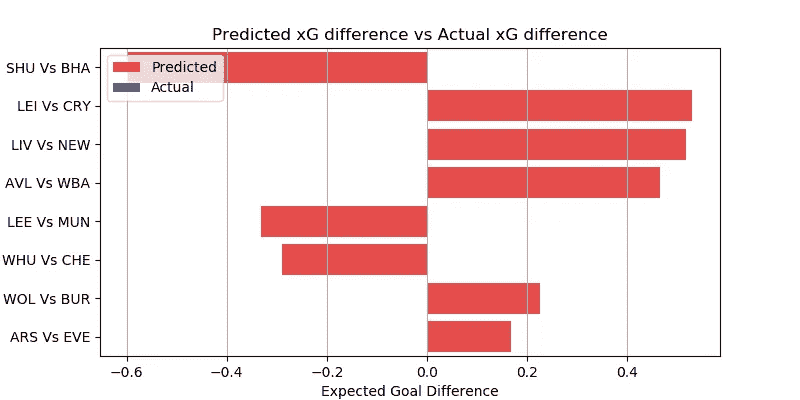 Predicted xG difference vs Actual xG difference
Predicted
Actual
SHU Vs BHA
LEI Vs CRY
LIV Vs NEW
AVL Vs WBA
LEE Vs MUN
WHU Vs CHE
WOL Vs BUR
ARS Vs EVE
−0.6 −0.4 −0.2 0.0 0.2 0.4
Expected Goal Difference